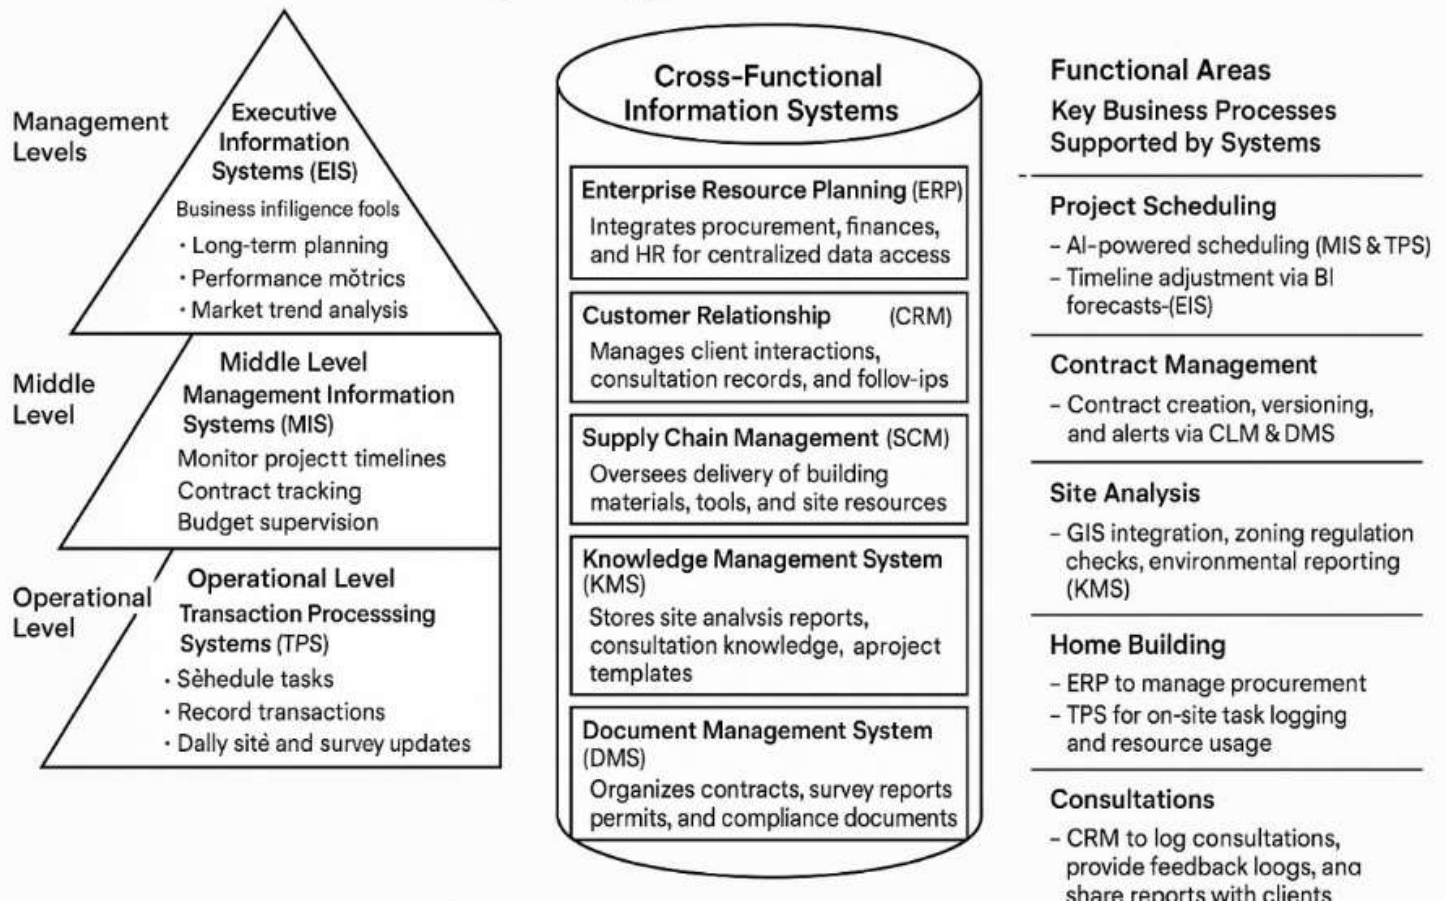 Management
Levels
Executive
Information
Systems (EIS)
Business infiligence fools
· Long-term planning
· Performance mŏtrics
· Market trend analysis
Middle
Level
Middle Level
Management Information
Systems (MIS)
Monitor projectt timelines
Contract tracking
Budget supervision
Operational
Level
Operational Level
Transaction Processsing
Systems (TPS)
· Sèhedule tasks
· Record transactions
· Dally sitè and survey updates
Cross-Functional
Information Systems
Enterprise Resource Planning (ERP)
Integrates procurement, finances,
and HR for centralized data access
Customer Relationship (CRM)
Manages client interactions,
consultation records, and follov-ips
Supply Chain Management (SCM)
Oversees delivery of building
materials, tools, and site resources
Knowledge Management System
(KMS)
Stores site analvsis reports,
consultation knowledge, aproject
templates
Document Management System
(DMS)
Organizes contracts, survey reports
permits, and compliance documents
Functional Areas
Key Business Processes
Supported by Systems
Project Scheduling
- AI-powered scheduling (MIS & TPS)
- Timeline adjustment via BI
forecasts-(EIS)
Contract Management
- Contract creation, versioning,
and alerts via CLM & DMS
Site Analysis
- GIS integration, zoning regulation
checks, environmental reporting
(KMS)
Home Building
- ERP to manage procurement
- TPS for on-site task logging
and resource usage
Consultations
- CRM to log consultations,
provide feedback loogs, and
share reports with clients